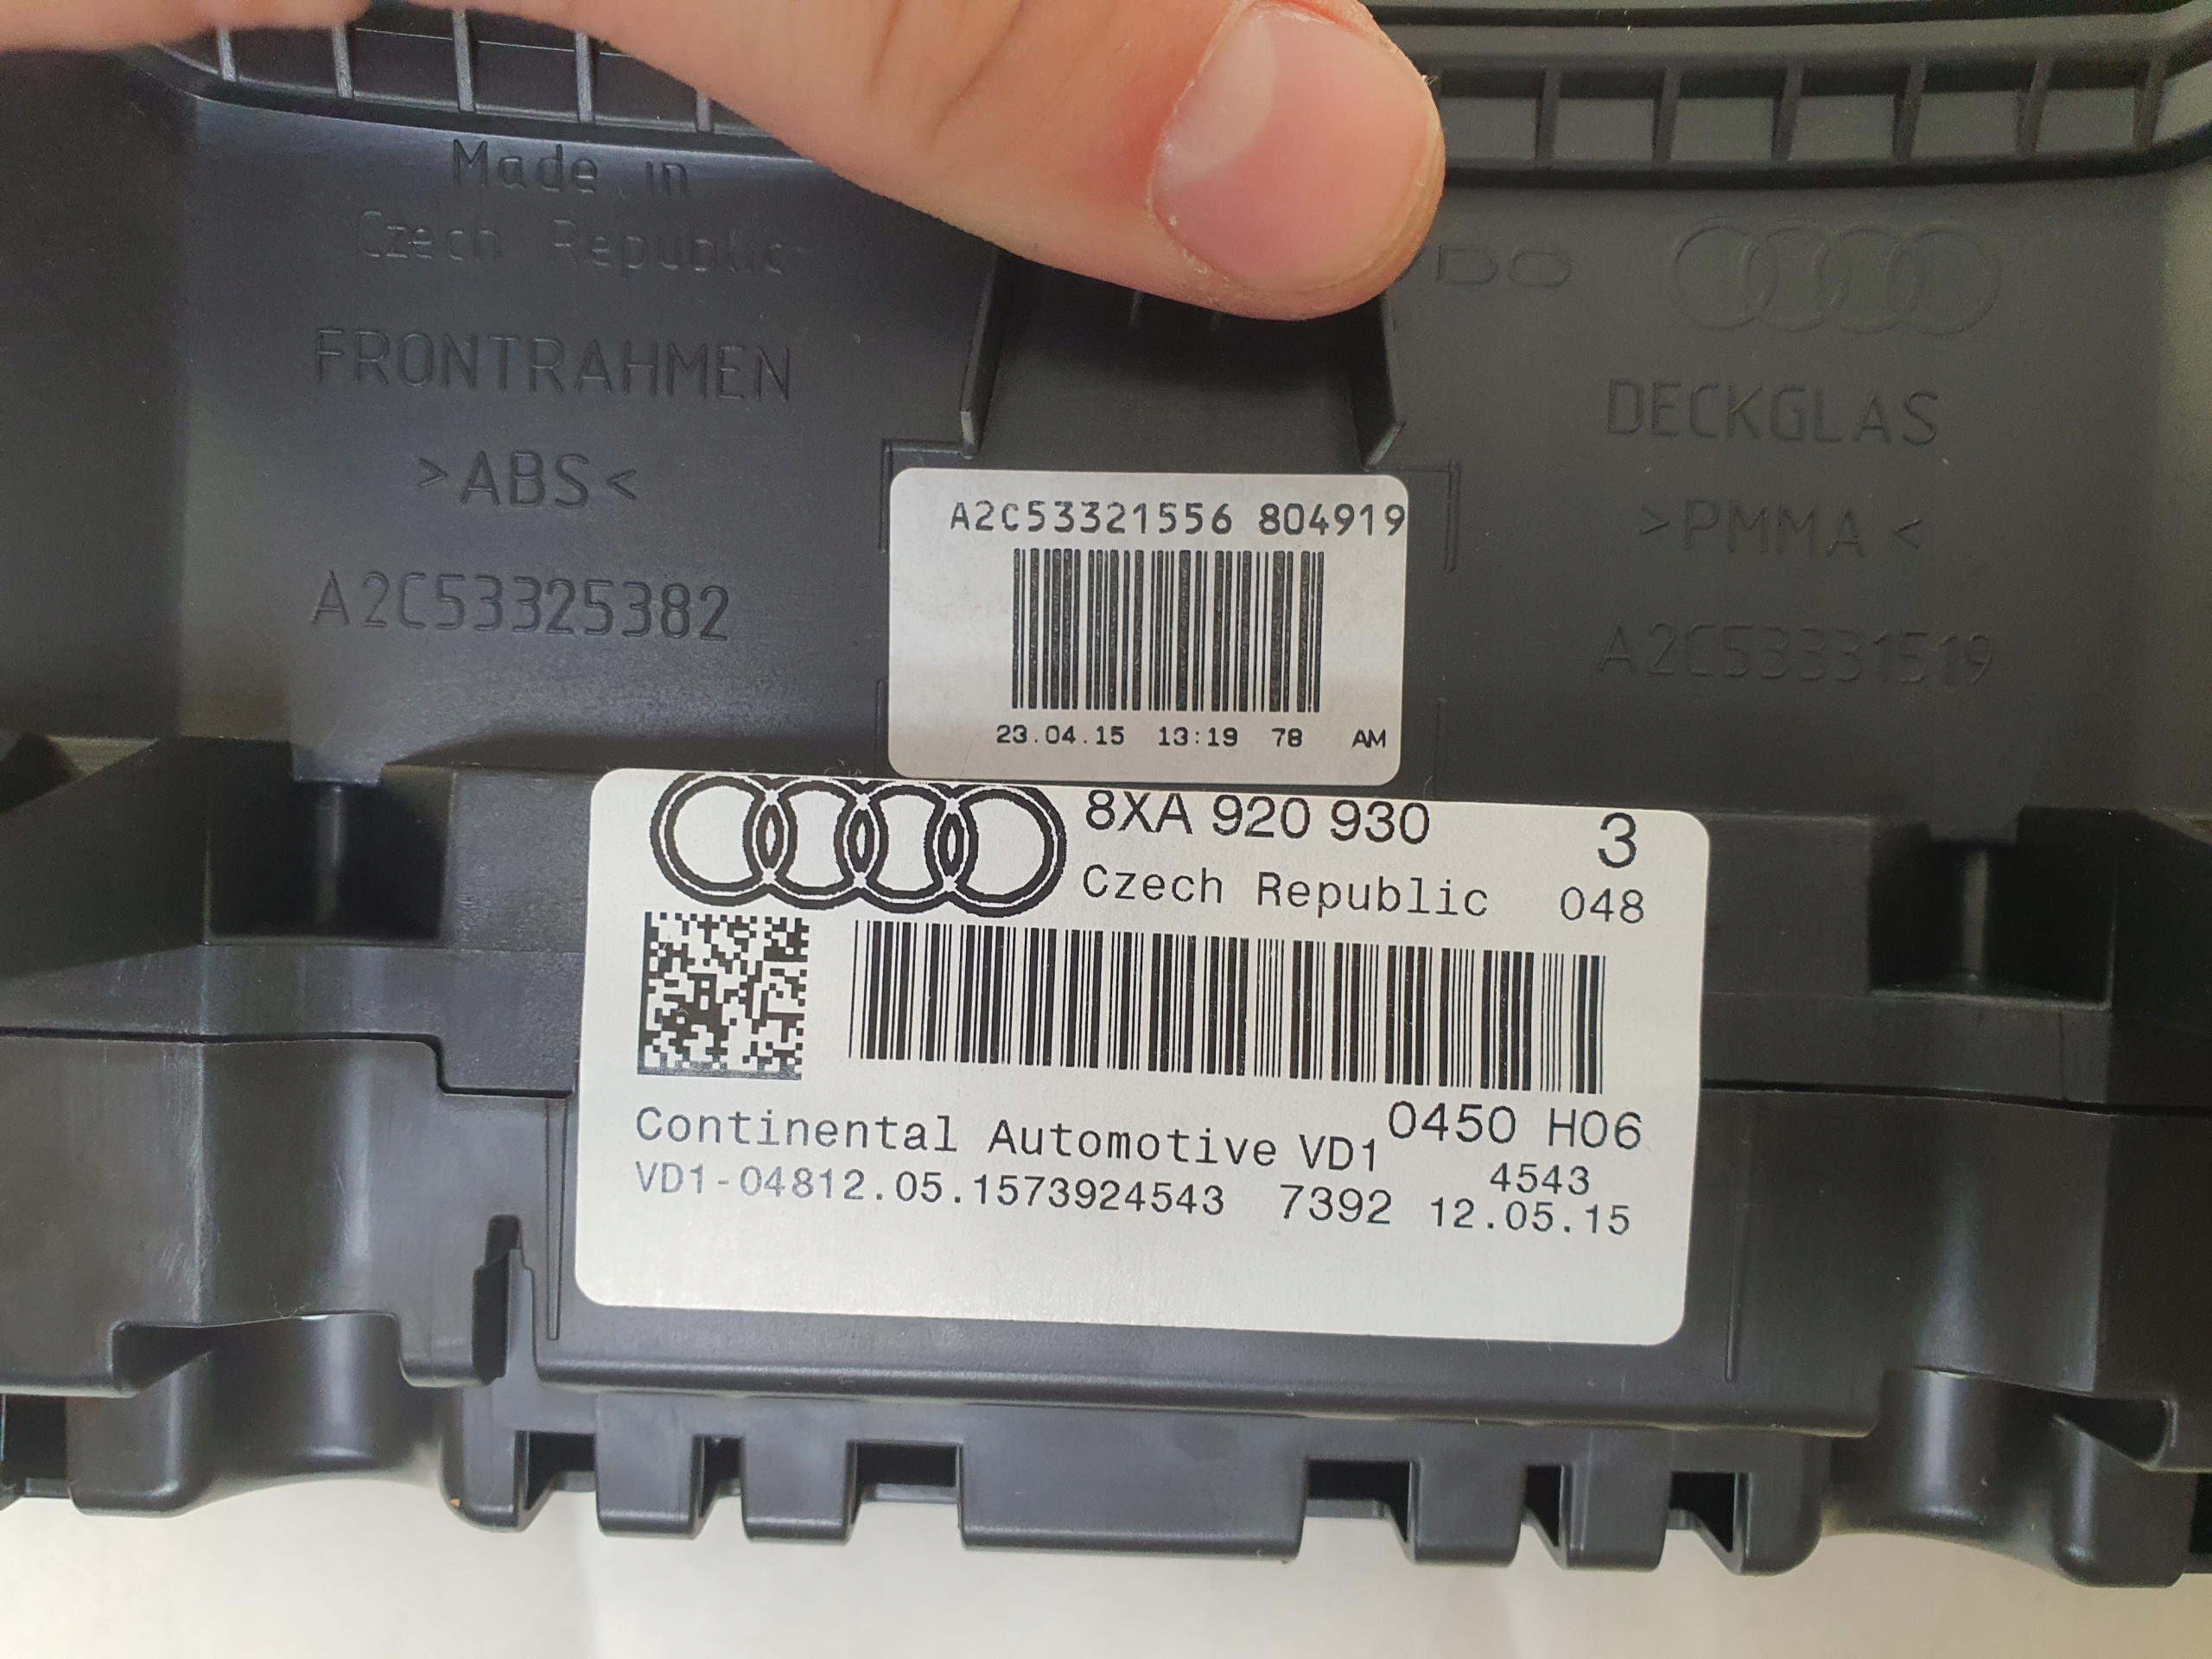 Made in
Czech Republic
FRONTRAHMEN
>ABS<
A2C53325382
DO
DECKGLAS
>PMMA<
A2C53331519
A2C53321556 804919
23.04.15 13:19 78 AM
8XA 920 930 3
Czech Republic 048
0450 H06
Continental Automotive VD1
4543
VD1-04812.05.1573924543 7392 12.05.15